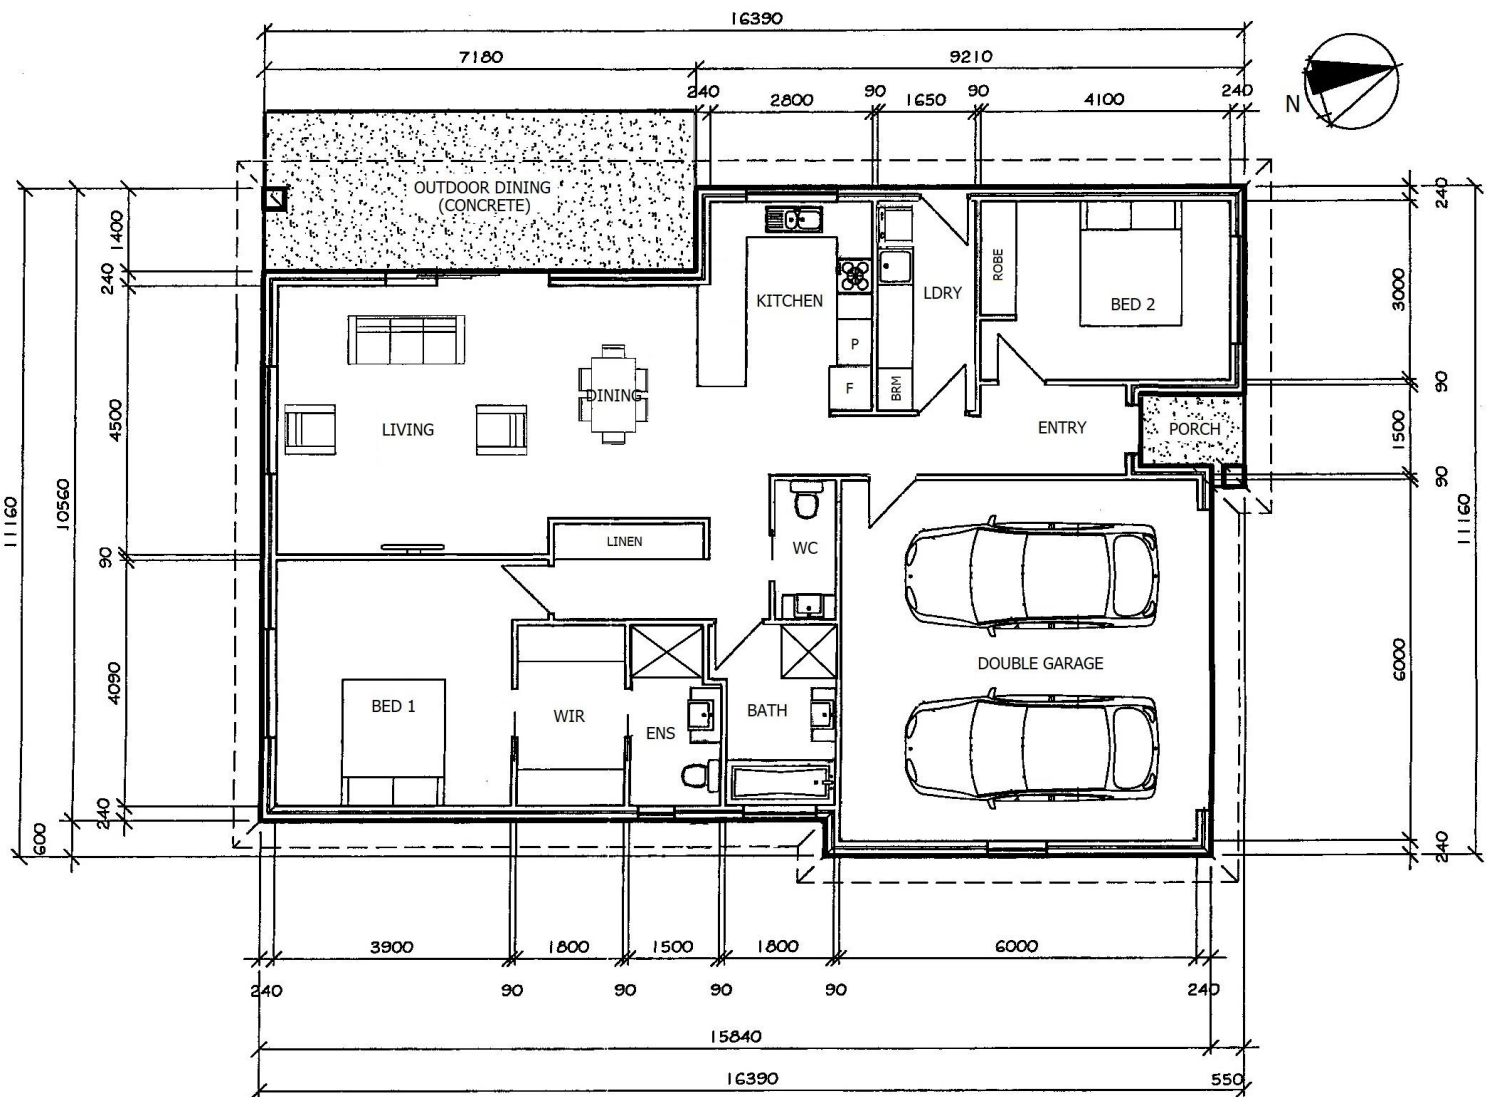 16390
7180
9210
240
2800
90
1650
90
4100
240
N
OUTDOOR DINING
(CONCRETE)
1400
240
4500
90
4090
240
600
10560
11160
KITCHEN
LDRY
ROBE
BED 2
P
F
BRM
DINING
LIVING
ENTRY
PORCH
LINEN
WC
DOUBLE GARAGE
BED 1
WIR
ENS
BATH
240
3000
90
1500
90
6000
240
11160
3900
1800
1500
1800
6000
240
90
90
90
90
240
15840
16390
550